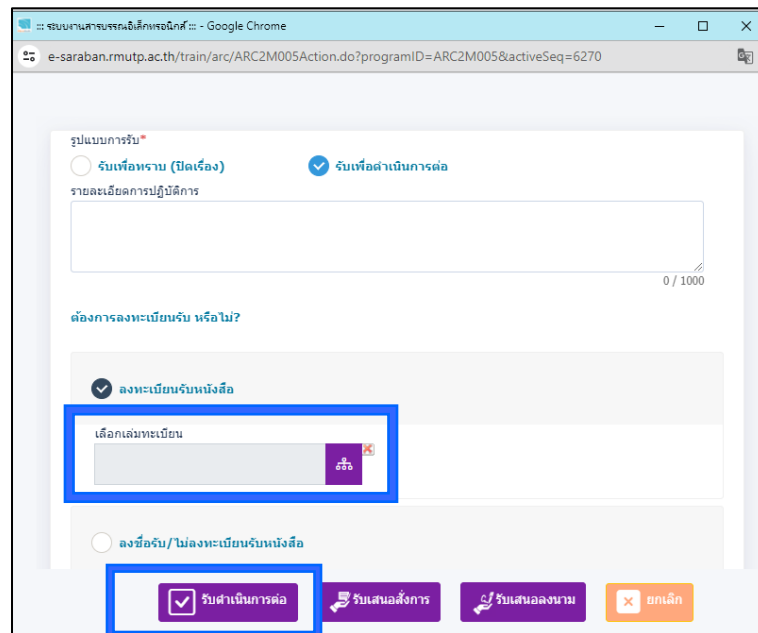 ::: ระบบงานสารบรรณอิเล็กทรอนิกส์ ::: - Google Chrome
e-saraban.rmutp.ac.th/train/arc/ARC2M005Action.do?programID=ARC2M005&activeSeq=6270
รูปแบบการรับ*
รับเพื่อทราบ (ปิดเรื่อง) รับเพื่อดำเนินการต่อ
รายละเอียดการปฏิบัติการ
0 / 1000
ต้องการลงทะเบียนรับ หรือไม่?
ลงทะเบียนรับหนังสือ
เลือกเล่มทะเบียน
ลงชื่อรับ/ไม่ลงทะเบียนรับหนังสือ
รับดำเนินการต่อ รับเสนอสั่งการ รับเสนอลงนาม ยกเลิก